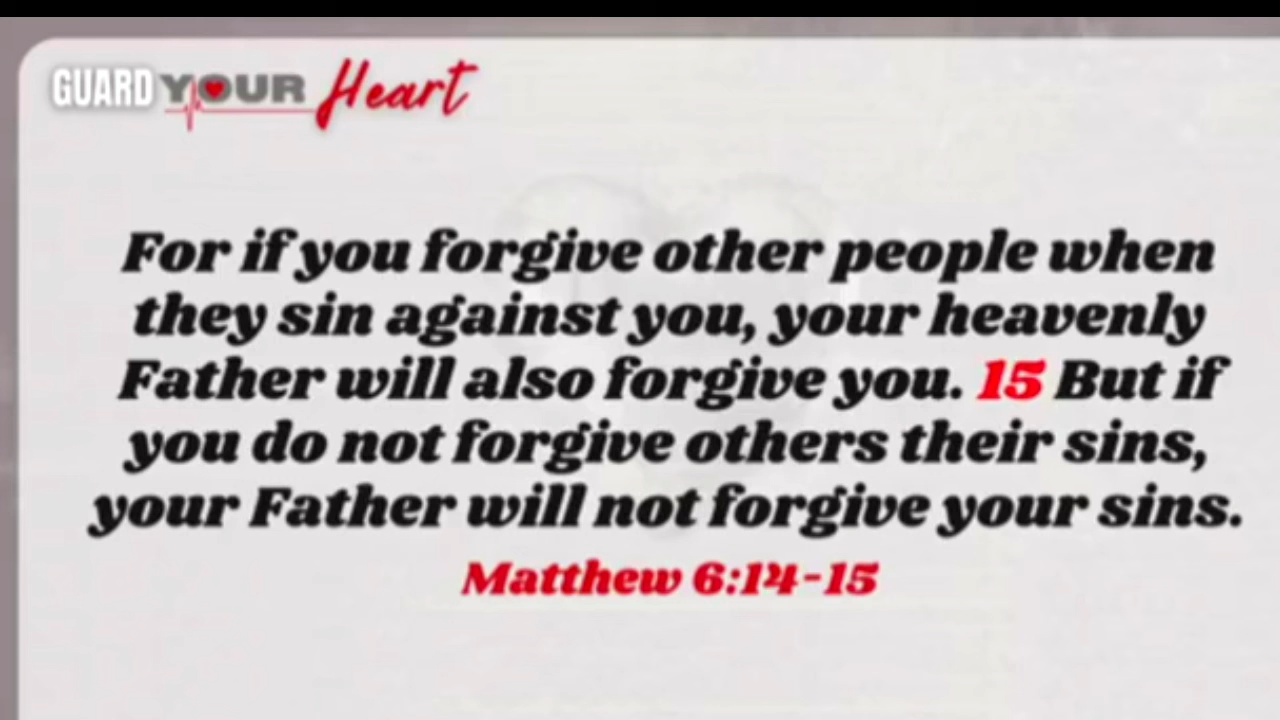 GUARD YOUR Heart
For if you forgive other people when
they sin against you, your heavenly
Father will also forgive you. 15 But if
you do not forgive others their sins,
your Father will not forgive your sins.
Matthew 6:14-15